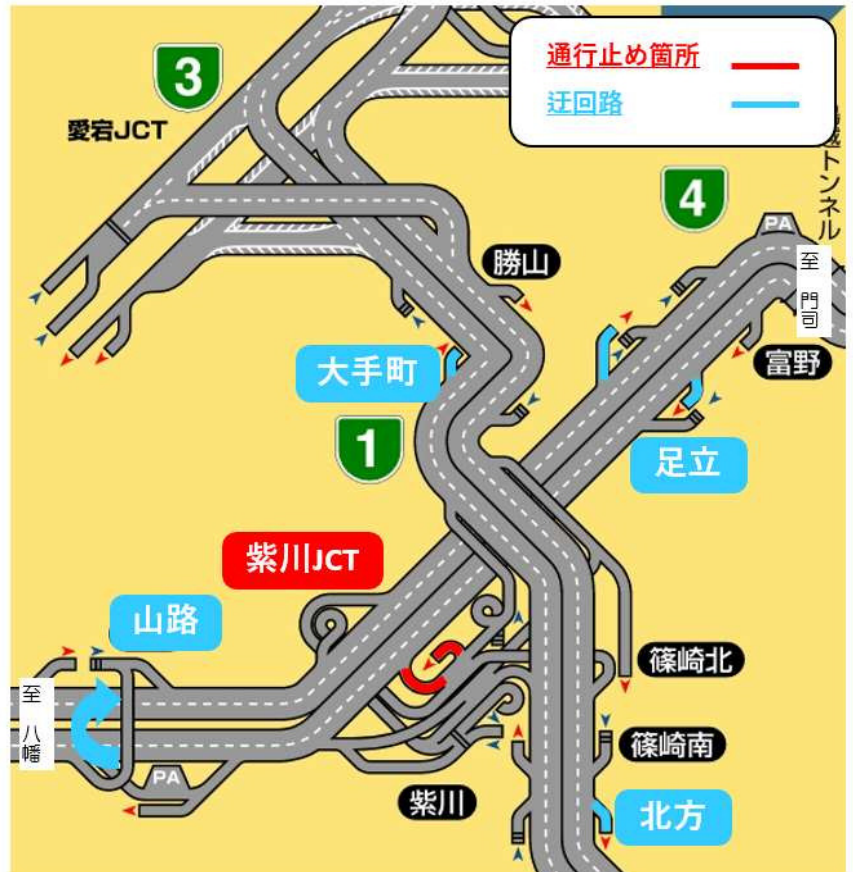 通行止め箇所
迂回路
3
愛宕JCT
トンネル
4
PA
勝山
至 門司
大手町
富野
1
足立
紫川JCT
山路
篠崎北
至 八幡
篠崎南
PA
紫川
北方